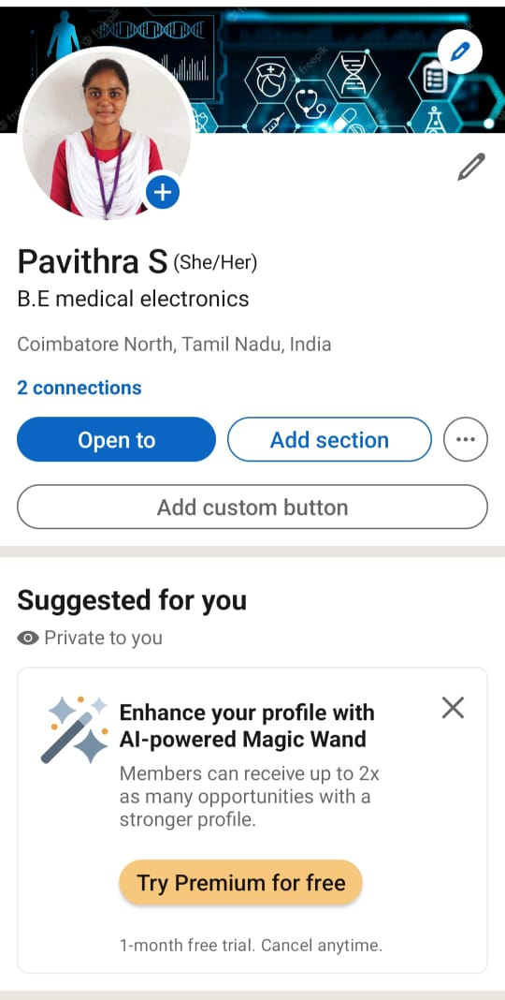 freepik
freepik
Pavithra S (She/Her)
B.E medical electronics
Coimbatore North, Tamil Nadu, India
2 connections
Open to
Add section
Add custom button
Suggested for you
Private to you
Enhance your profile with
AI-powered Magic Wand
Members can receive up to 2x
as many opportunities with a
stronger profile.
Try Premium for free
1-month free trial. Cancel anytime.